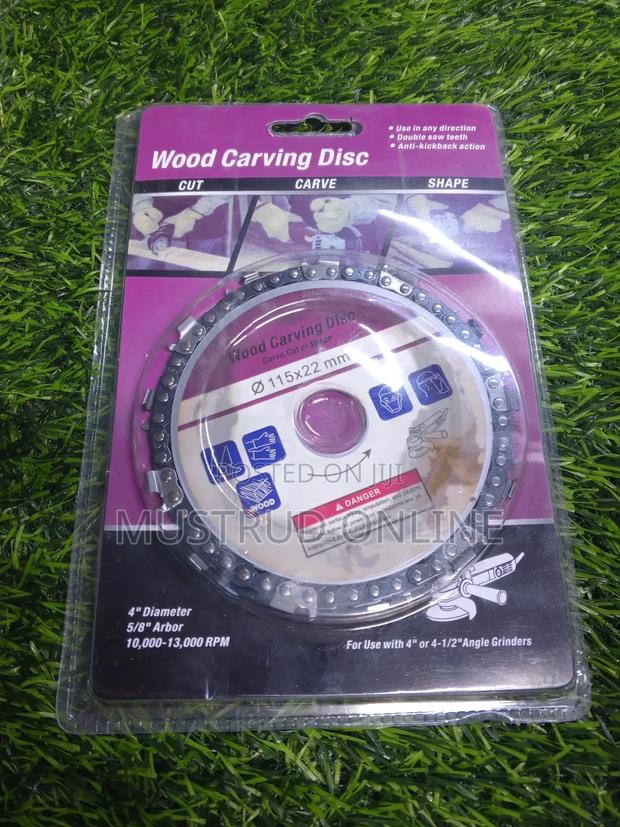 • Use in any direction
• Double saw teeth
• Anti-kickback action
Wood Carving Disc
CUT CARVE SHAPE
Wood Carving Disc
Carve,Cut or Shape
Ø 115x22 mm
POSTED ON IIJI
WOOD
DANGER
MUSTRUD ONLINE
4" Diameter
5/8" Arbor
10,000-13,000 RPM
For Use with 4" or 4-1/2"Angle Grinders